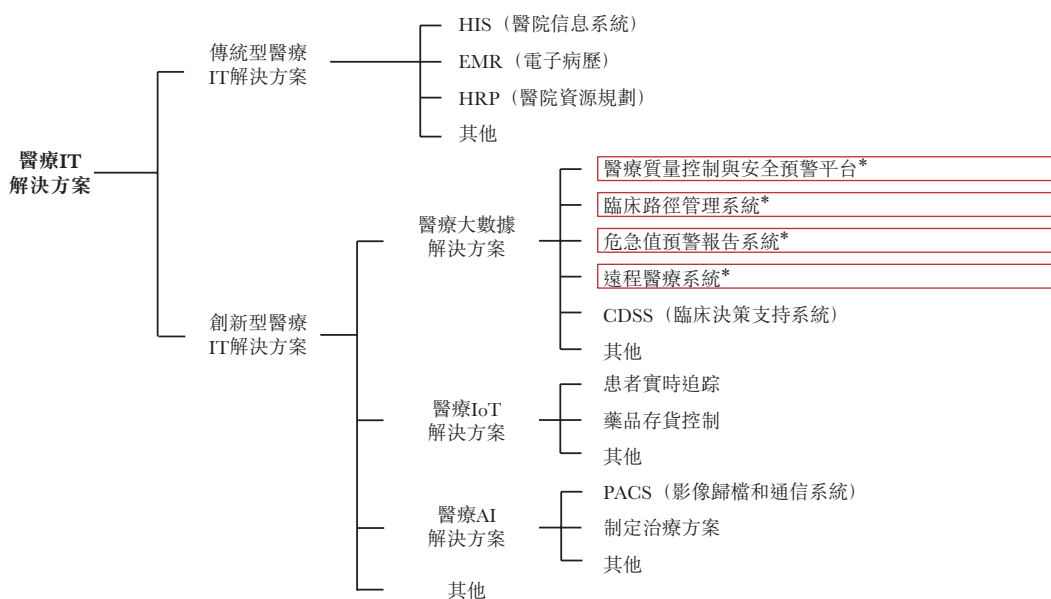 醫療IT
解決方案
傳統型醫療
IT解決方案
HIS（醫院信息系統）
EMR（電子病歷）
HRP（醫院資源規劃）
其他
創新型醫療
IT解決方案
醫療大數據
解決方案
醫療質量控制與安全預警平台*
臨床路徑管理系統*
危急值預警報告系統*
遠程醫療系統*
CDSS（臨床決策支持系統）
其他
醫療IoT
解決方案
患者實時追踪
藥品存貨控制
其他
醫療AI
解決方案
PACS（影像歸檔和通信系統）
制定治療方案
其他
其他